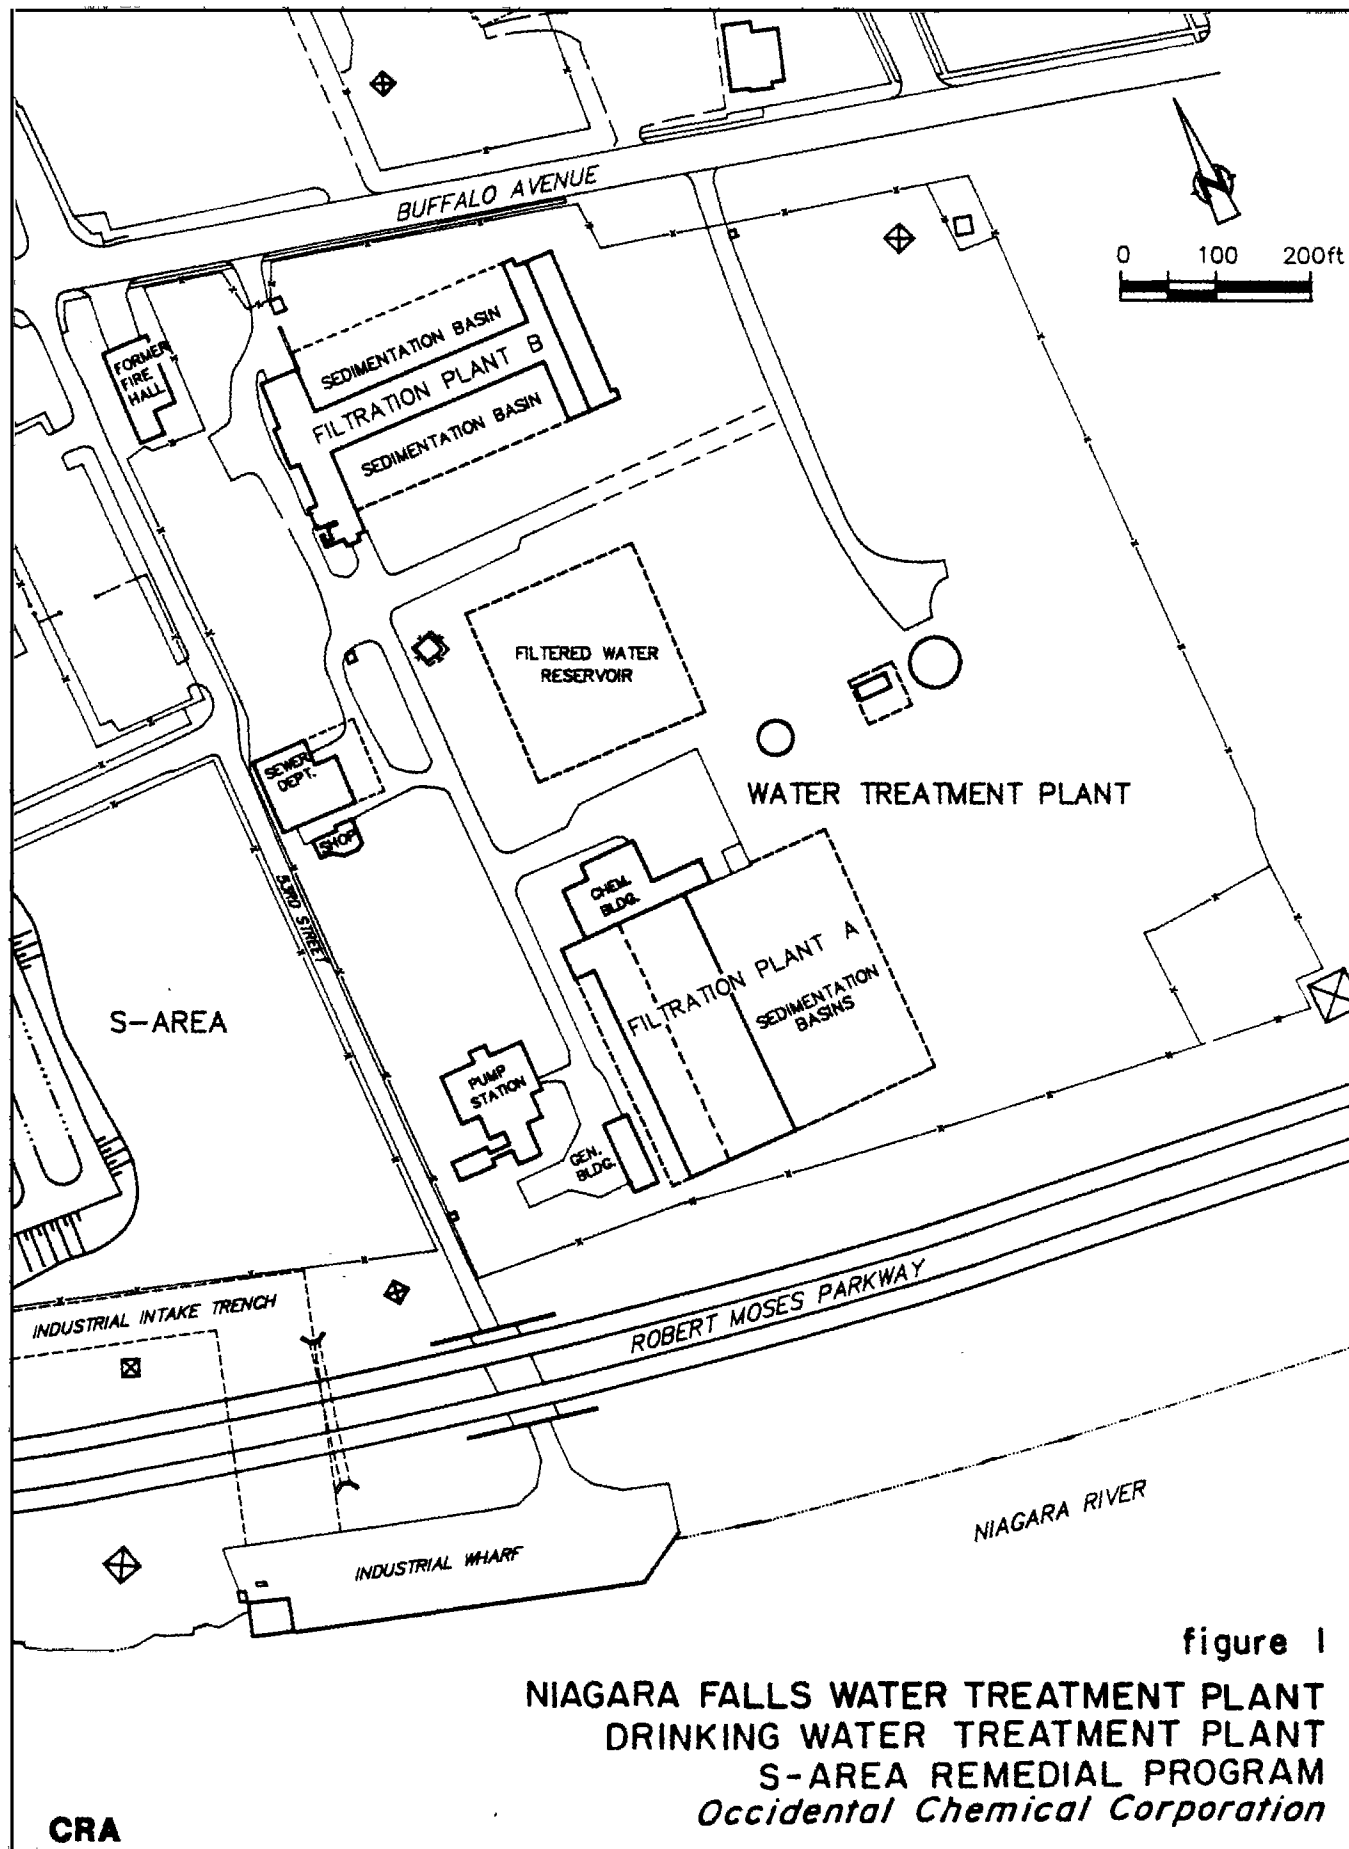 BUFFALO AVENUE
0 100 200ft
FORMER
FIRE
HALL
SEDIMENTATION BASIN
FILTRATION PLANT B
SEDIMENTATION BASIN
FILTERED WATER
RESERVOIR
SEWER
DEPT.
SHOP
WATER TREATMENT PLANT
53RD STREET
CHEM.
BLDG.
FILTRATION PLANT A
SEDIMENTATION
BASINS
S-AREA
PUMP
STATION
GEN.
BLDG.
INDUSTRIAL INTAKE TRENCH
ROBERT MOSES PARKWAY
NIAGARA RIVER
INDUSTRIAL WHARF
figure 1
NIAGARA FALLS WATER TREATMENT PLANT
DRINKING WATER TREATMENT PLANT
S-AREA REMEDIAL PROGRAM
Occidental Chemical Corporation
CRA